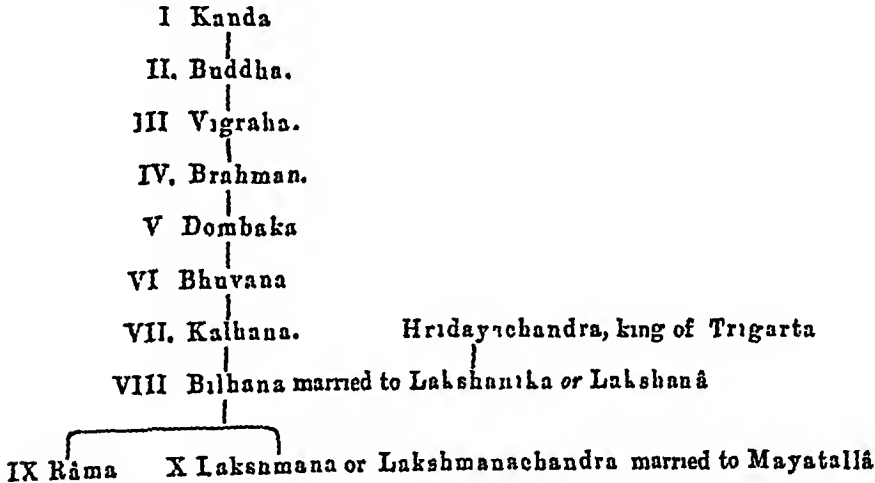 I Kanda
II. Buddha.
III Vigraha.
IV. Brahman.
V Dombaka
VI Bhuvana
VII. Kalhana. Hridayachandra, king of Trigarta
VIII Bilhana married to Lakshanika or Lakshanâ
IX Râma X Lakshmana or Lakshmanachandra married to Mayatallâ